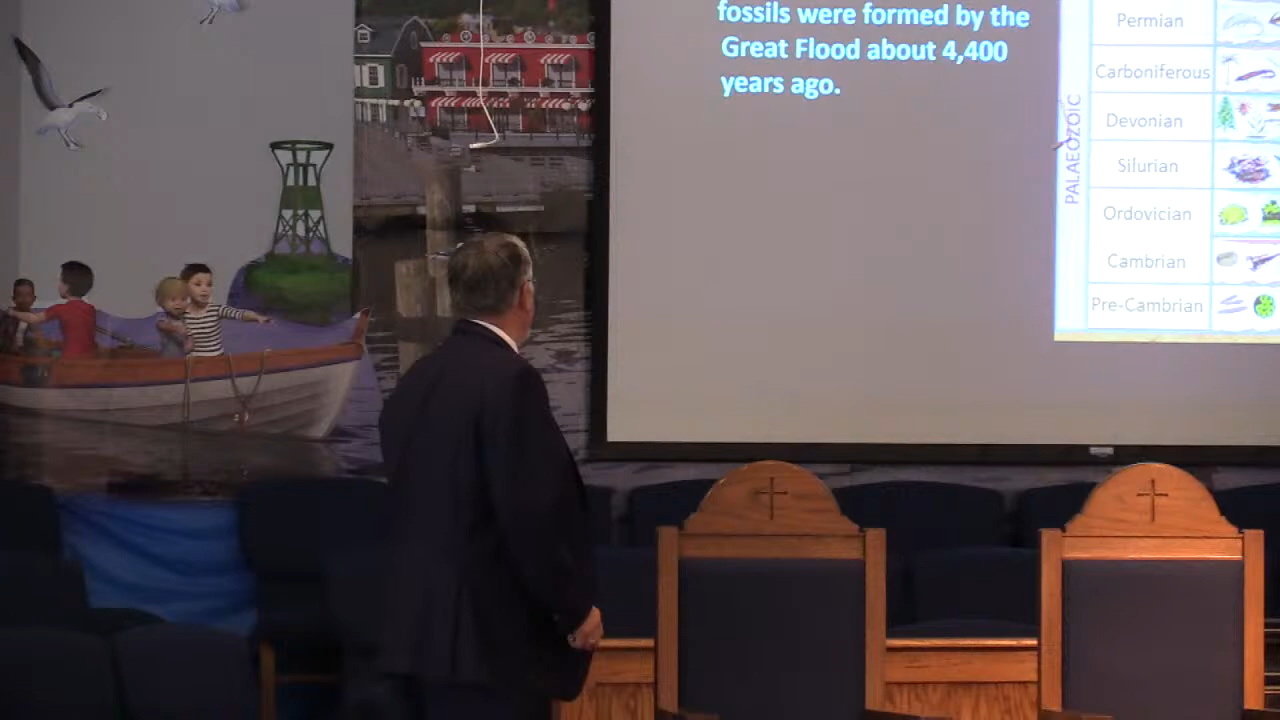 fossils were formed by the
Great Flood about 4,400
years ago.
PALAEOZOIC
Permian
Carboniferous
Devonian
Silurian
Ordovician
Cambrian
Pre-Cambrian